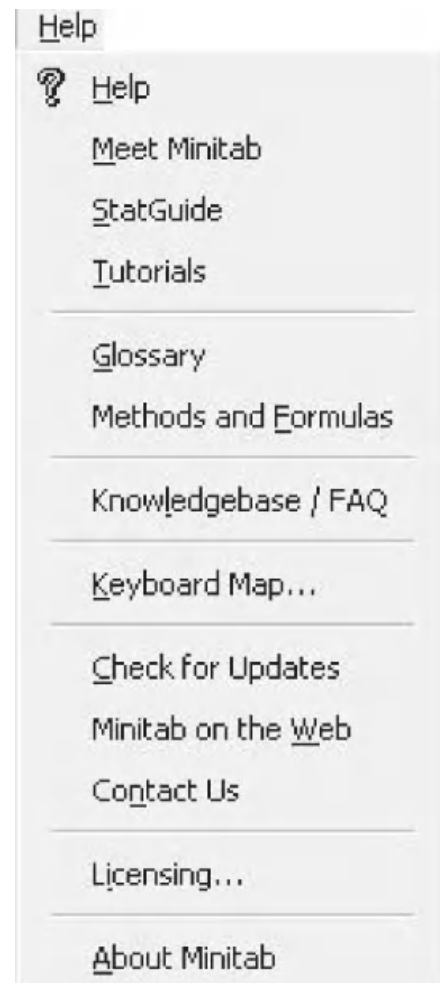 Help
Help
Meet Minitab
StatGuide
Tutorials
Glossary
Methods and Formulas
Knowledgebase / FAQ
Keyboard Map...
Check for Updates
Minitab on the Web
Contact Us
Licensing...
About Minitab